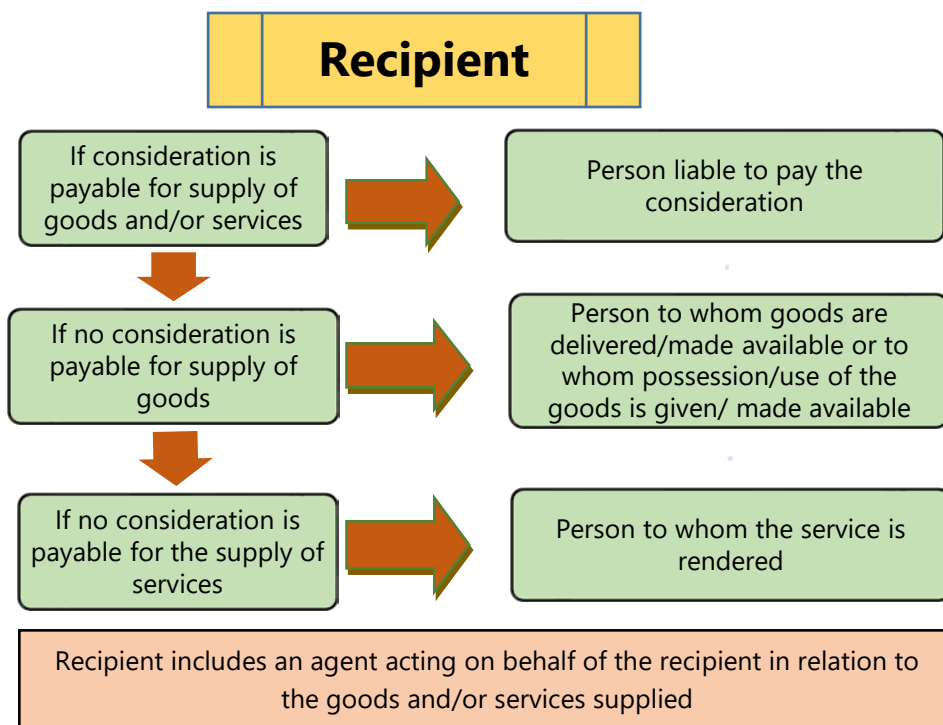 Recipient
If consideration is
payable for supply of
goods and/or services
Person liable to pay the
consideration
If no consideration is
payable for supply of
goods
Person to whom goods are
delivered/made available or to
whom possession/use of the
goods is given/ made available
If no consideration is
payable for the supply of
services
Person to whom the service is
rendered
Recipient includes an agent acting on behalf of the recipient in relation to
the goods and/or services supplied